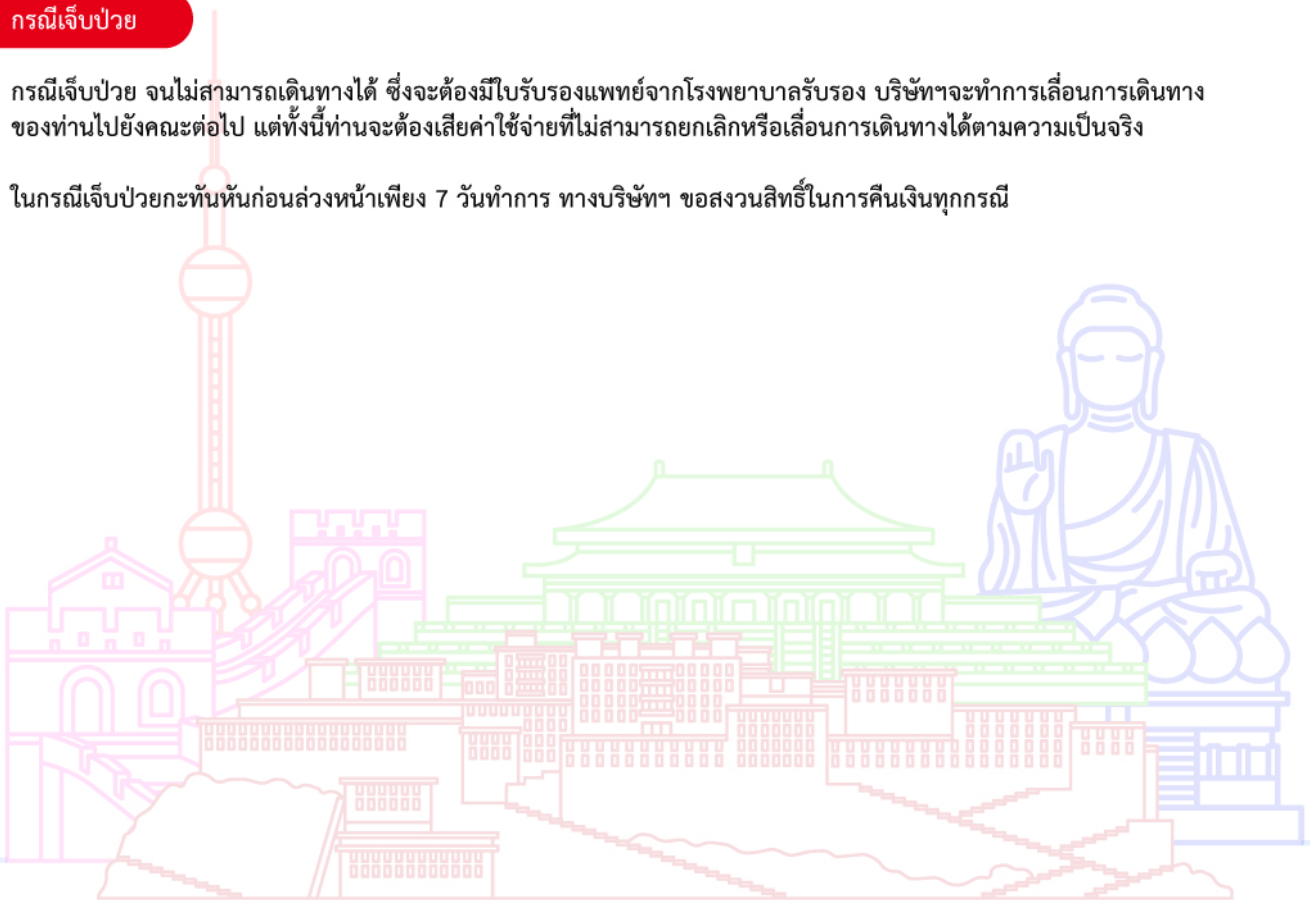 กรณีเจ็บป่วย
กรณีเจ็บป่วย จนไม่สามารถเดินทางได้ ซึ่งจะต้องมีใบรับรองแพทย์จากโรงพยาบาลรับรอง บริษัทฯจะทำการเลื่อนการเดินทาง
ของท่านไปยังคณะต่อไป แต่ทั้งนี้ท่านจะต้องเสียค่าใช้จ่ายที่ไม่สามารถยกเลิกหรือเลื่อนการเดินทางได้ตามความเป็นจริง
ในกรณีเจ็บป่วยกะทันหันก่อนล่วงหน้าเพียง 7 วันทำการ ทางบริษัทฯ ขอสงวนสิทธิ์ในการคืนเงินทุกกรณี